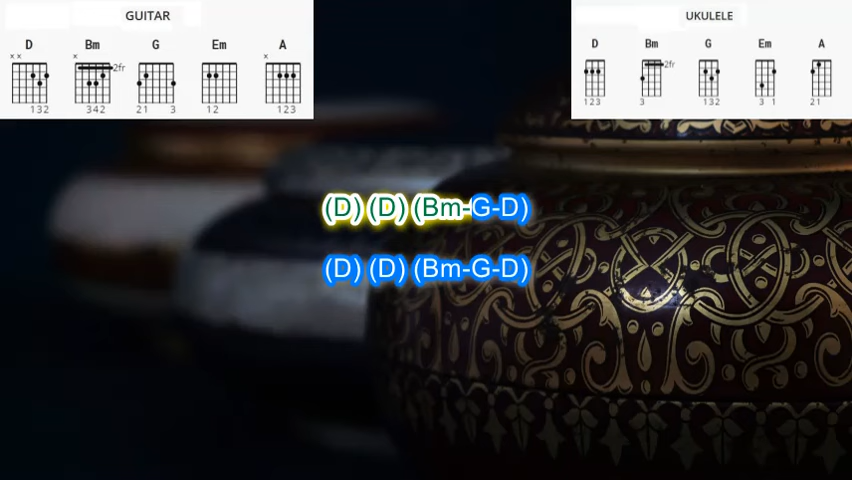 GUITAR
D Bm G Em A
x x x x
2fr
132 342 21 3 12 123
UKULELE
D Bm G Em A
2fr
123 3 132 3 1 21
(D) (D) (Bm-G-D)
(D) (D) (Bm-G-D)